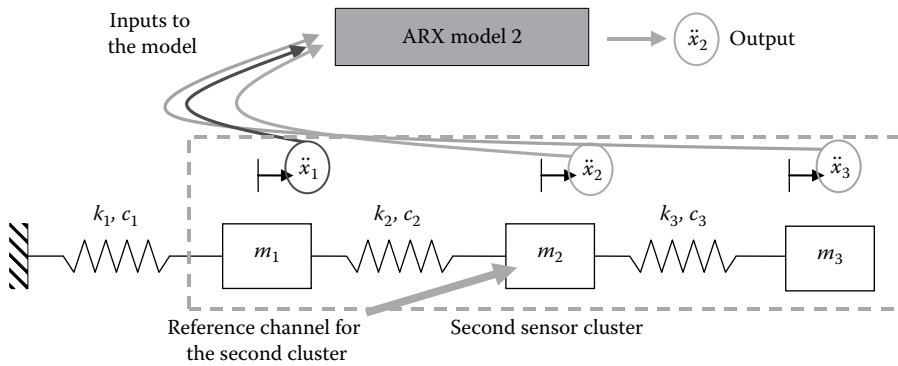 Inputs to
the model
ARX model 2
ẍ₂ Output
ẍ₁
ẍ₂
ẍ₃
k₁, c₁
k₂, c₂
k₃, c₃
m₁
m₂
m₃
Reference channel for
the second cluster
Second sensor cluster